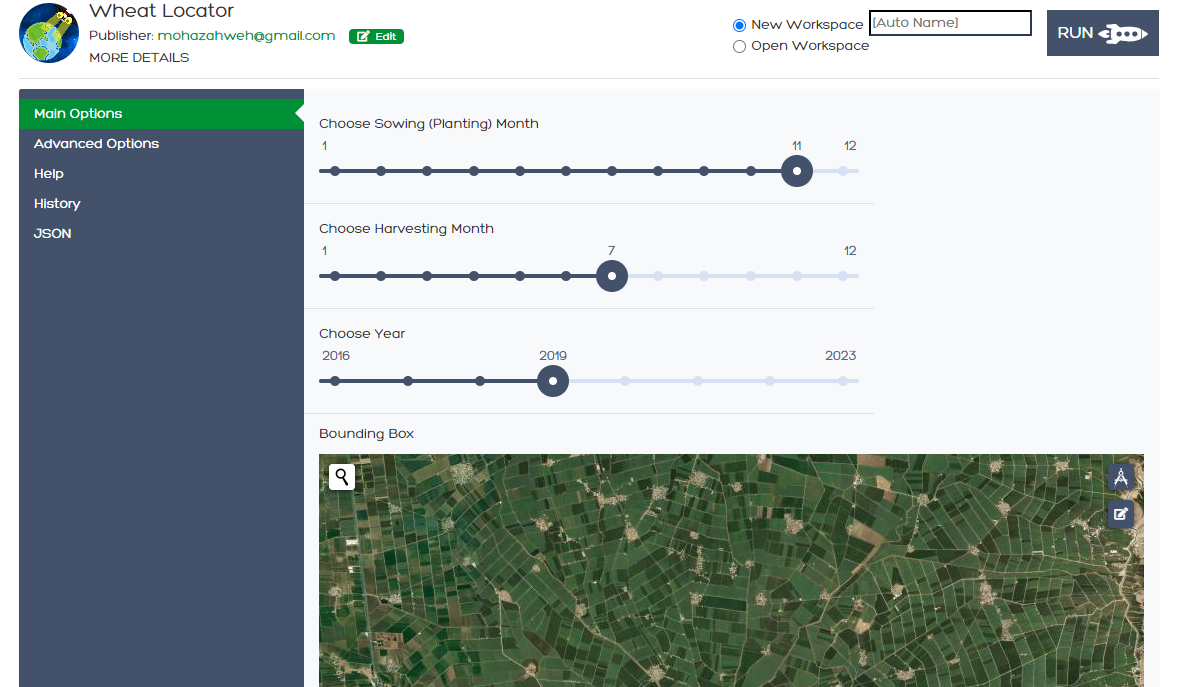 Wheat Locator
Publisher: mohazahweh@gmail.com Edit
MORE DETAILS
New Workspace [Auto Name]
Open Workspace
RUN
Main Options
Advanced Options
Help
History
JSON
Choose Sowing (Planting) Month
1 11 12
Choose Harvesting Month
1 7 12
Choose Year
2016 2019 2023
Bounding Box